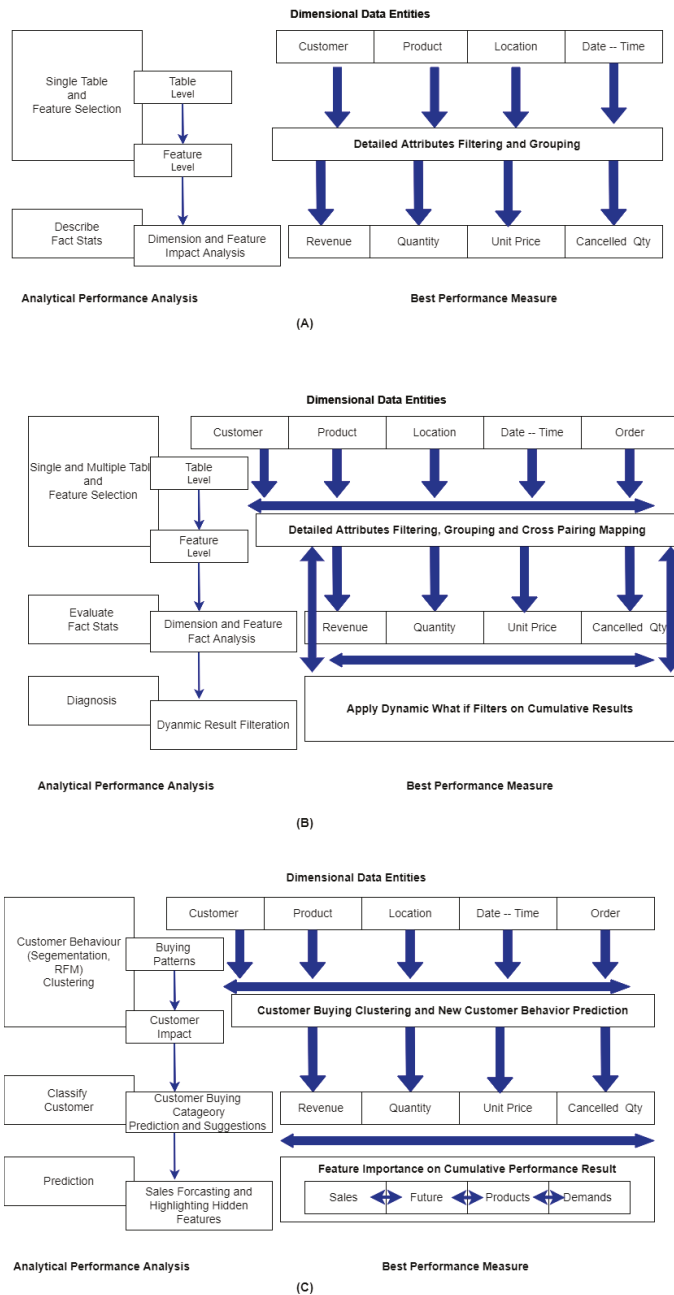 Dimensional Data Entities
Customer
Product
Location
Date -- Time
Single Table
and
Feature Selection
Table
Level
Detailed Attributes Filtering and Grouping
Feature
Level
Describe
Fact Stats
Dimension and Feature
Impact Analysis
Revenue
Quantity
Unit Price
Cancelled Qty
Analytical Performance Analysis
Best Performance Measure
(A)
Dimensional Data Entities
Customer
Product
Location
Date -- Time
Order
Single and Multiple Tabl
and
Feature Selection
Table
Level
Detailed Attributes Filtering, Grouping and Cross Pairing Mapping
Feature
Level
Evaluate
Fact Stats
Dimension and Feature
Fact Analysis
Revenue
Quantity
Unit Price
Cancelled Qty
Diagnosis
Dyanmic Result Filteration
Apply Dynamic What if Filters on Cumulative Results
Analytical Performance Analysis
Best Performance Measure
(B)
Dimensional Data Entities
Customer
Product
Location
Date -- Time
Order
Customer Behaviour
(Segementation,
RFM)
Clustering
Buying
Patterns
Customer Buying Clustering and New Customer Behavior Prediction
Customer
Impact
Classify
Customer
Customer Buying
Catageory
Prediction and Suggestions
Revenue
Quantity
Unit Price
Cancelled Qty
Prediction
Sales Forcasting and
Highlighting Hidden
Features
Feature Importance on Cumulative Performance Result
Sales
Future
Products
Demands
Analytical Performance Analysis
Best Performance Measure
(C)